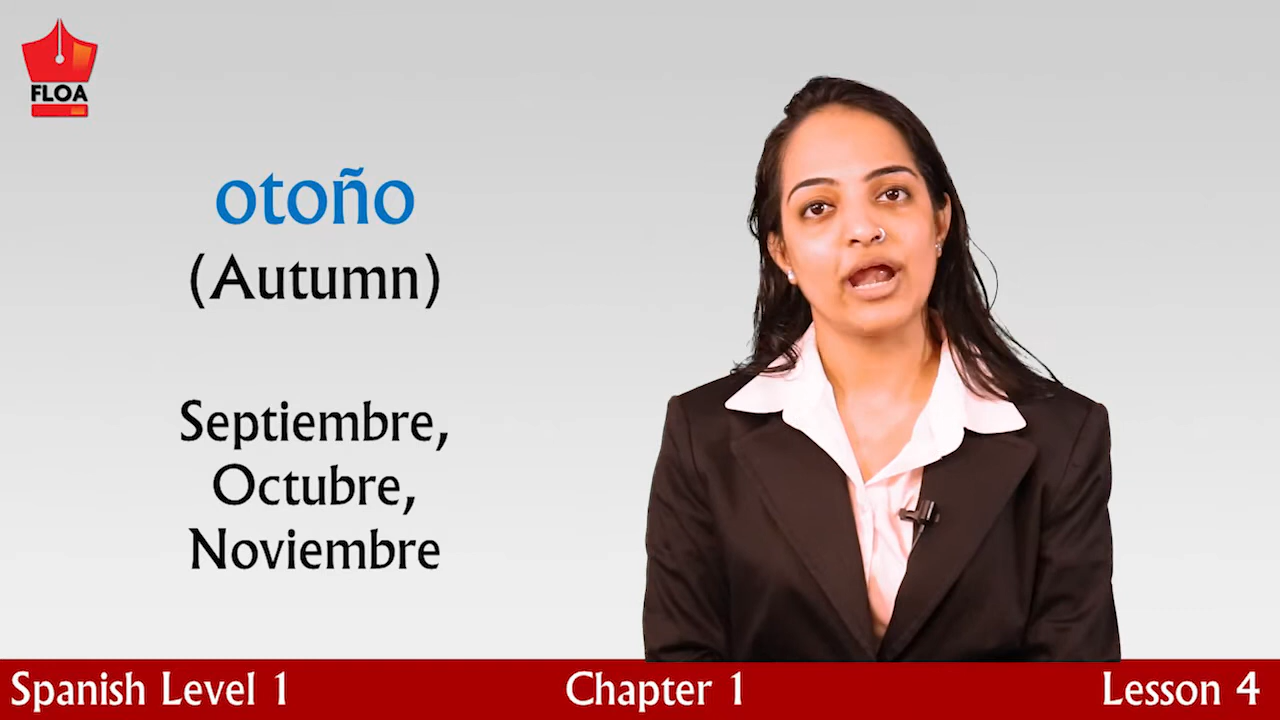 FLOA
otoño
(Autumn)
Septiembre,
Octubre,
Noviembre
Spanish Level 1
Chapter 1
Lesson 4